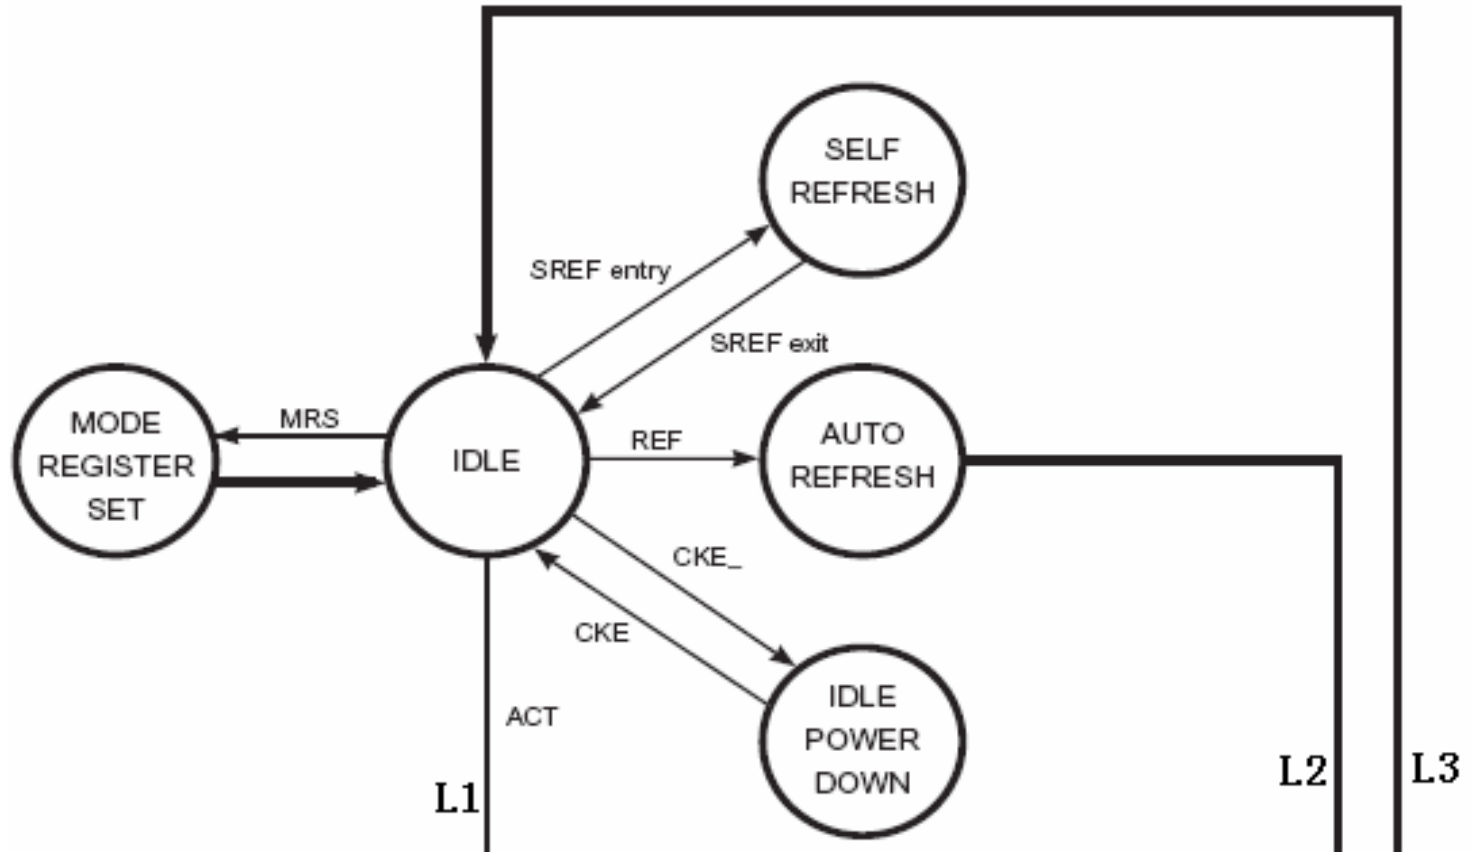 SELF
REFRESH
SREF entry
SREF exit
MODE
REGISTER
SET
MRS
IDLE
REF
AUTO
REFRESH
CKE_
CKE
IDLE
POWER
DOWN
ACT
L1
L2
L3